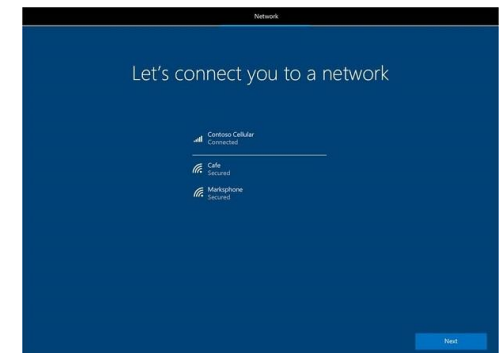 Network
Let's connect you to a network
Contoso Cellular
Connected
Cafe
Secured
Marksphone
Secured
Next